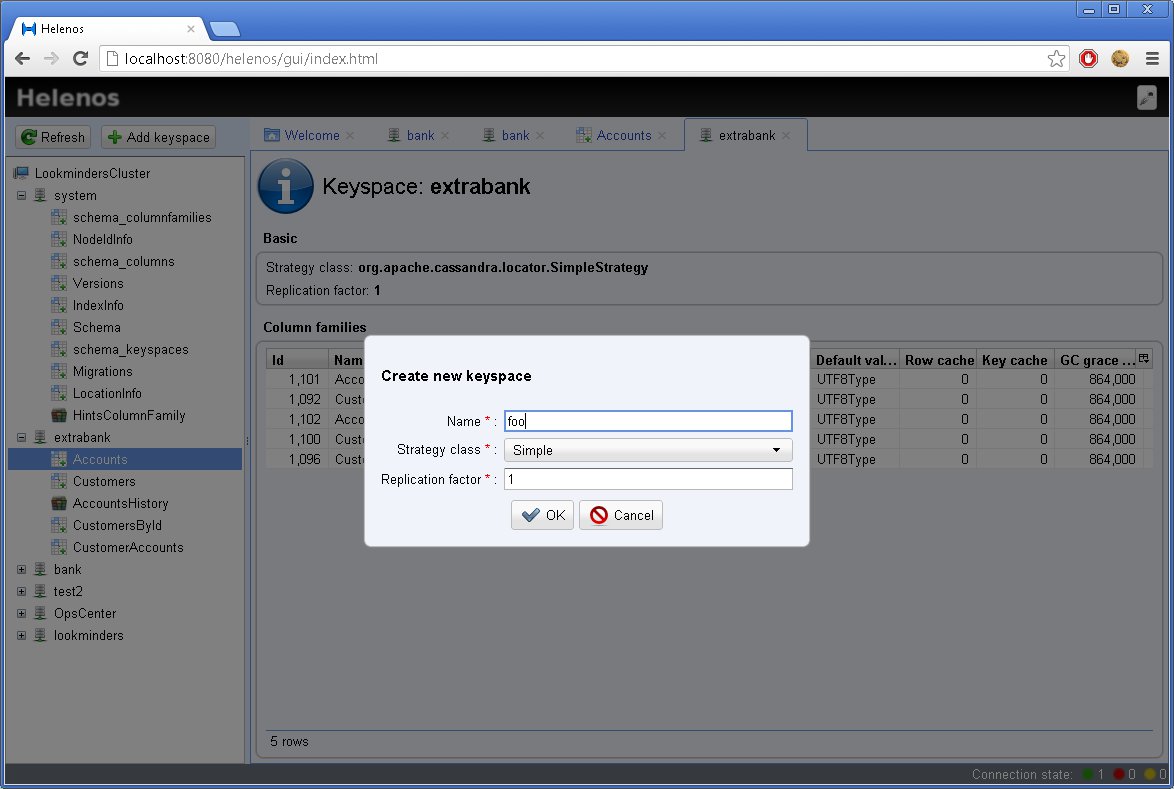 Helenos
localhost:8080/helenos/gui/index.html
Helenos
Refresh Add keyspace
Welcome bank bank Accounts extrabank
LookmindersCluster
system
schema_columnfamilies
NodeIdInfo
schema_columns
Versions
IndexInfo
Schema
schema_keyspaces
Migrations
LocationInfo
HintsColumnFamily
extrabank
Accounts
Customers
AccountsHistory
CustomersById
CustomerAccounts
bank
test2
OpsCenter
lookminders
Keyspace: extrabank
Basic
Strategy class: org.apache.cassandra.locator.SimpleStrategy
Replication factor: 1
Column families
Id Nam Default val... Row cache Key cache GC grace ...
1,101 Acco UTF8Type 0 0 864,000
1,092 Custo UTF8Type 0 0 864,000
1,102 Acco UTF8Type 0 0 864,000
1,100 Custo UTF8Type 0 0 864,000
1,096 Custo UTF8Type 0 0 864,000
Create new keyspace
Name * : foo
Strategy class * : Simple
Replication factor * : 1
OK Cancel
5 rows
Connection state: 1 0 0